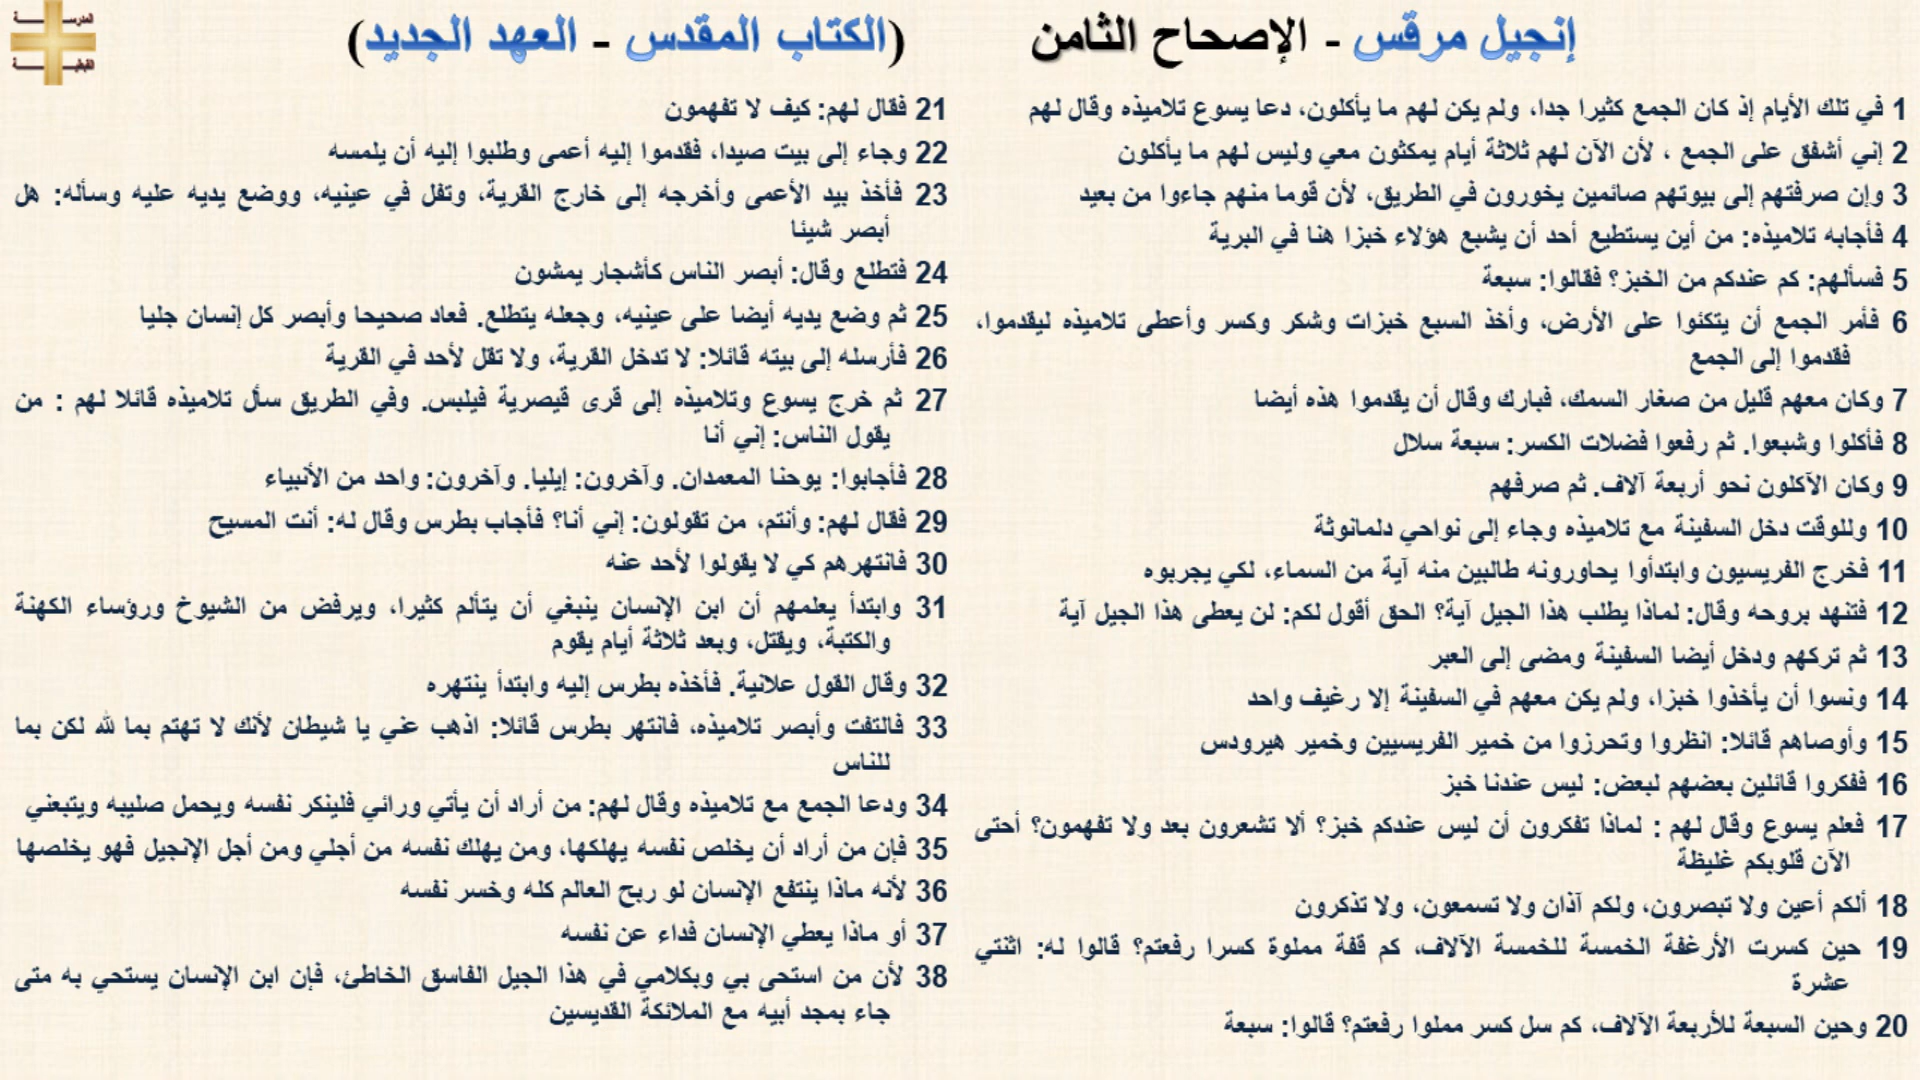 إنجيل مرقس - الإصحاح الثامن (الكتاب المقدس - العهد الجديد)
المدرسة
1 في تلك الأيام إذ كان الجمع كثيرا جدا، ولم يكن لهم ما يأكلون، دعا يسوع تلاميذه وقال لهم
2 إني أشفق على الجمع ، لأن الآن لهم ثلاثة أيام يمكثون معي وليس لهم ما يأكلون
3 وإن صرفتهم إلى بيوتهم صائمين يخورون في الطريق، لأن قوما منهم جاءوا من بعيد
4 فأجابه تلاميذه: من أين يستطيع أحد أن يشبع هؤلاء خبزا هنا في البرية
5 فسألهم: كم عندكم من الخبز؟ فقالوا: سبعة
6 فأمر الجمع أن يتكئوا على الأرض، وأخذ السبع خبزات وشكر وكسر وأعطى تلاميذه ليقدموا،
فقدموا إلى الجمع
7 وكان معهم قليل من صغار السمك، فبارك وقال أن يقدموا هذه أيضا
8 فأكلوا وشبعوا. ثم رفعوا فضلات الكسر: سبعة سلال
9 وكان الآكلون نحو أربعة آلاف. ثم صرفهم
10 وللوقت دخل السفينة مع تلاميذه وجاء إلى نواحي دلمانوثة
11 فخرج الفريسيون وابتدأوا يحاورونه طالبين منه آية من السماء، لكي يجربوه
12 فتنهد بروحه وقال: لماذا يطلب هذا الجيل آية؟ الحق أقول لكم: لن يعطى هذا الجيل آية
13 ثم تركهم ودخل أيضا السفينة ومضى إلى العبر
14 ونسوا أن يأخذوا خبزا، ولم يكن معهم في السفينة إلا رغيف واحد
15 وأوصاهم قائلا: انظروا وتحرزوا من خمير الفريسيين وخمير هيرودس
16 ففكروا قائلين بعضهم لبعض: ليس عندنا خبز
17 فعلم يسوع وقال لهم : لماذا تفكرون أن ليس عندكم خبز؟ ألا تشعرون بعد ولا تفهمون؟ أحتى
الآن قلوبكم غليظة
18 ألكم أعين ولا تبصرون، ولكم آذان ولا تسمعون، ولا تذكرون
19 حين كسرت الأرغفة الخمسة للخمسة الآلاف، كم قفة مملوة كسرا رفعتم؟ قالوا له: اثنتي
عشرة
20 وحين السبعة للأربعة الآلاف، كم سل كسر مملوا رفعتم؟ قالوا: سبعة
21 فقال لهم: كيف لا تفهمون
22 وجاء إلى بيت صيدا، فقدموا إليه أعمى وطلبوا إليه أن يلمسه
23 فأخذ بيد الأعمى وأخرجه إلى خارج القرية، وتفل في عينيه، ووضع يديه عليه وسأله: هل
أبصر شيئا
24 فتطلع وقال: أبصر الناس كأشجار يمشون
25 ثم وضع يديه أيضا على عينيه، وجعله يتطلع. فعاد صحيحا وأبصر كل إنسان جليا
26 فأرسله إلى بيته قائلا: لا تدخل القرية، ولا تقل لأحد في القرية
27 ثم خرج يسوع وتلاميذه إلى قرى قيصرية فيلبس. وفي الطريق سأل تلاميذه قائلا لهم : من
يقول الناس: إني أنا
28 فأجابوا: يوحنا المعمدان. وآخرون: إيليا. وآخرون: واحد من الأنبياء
29 فقال لهم: وأنتم، من تقولون: إني أنا؟ فأجاب بطرس وقال له: أنت المسيح
30 فانتهرهم كي لا يقولوا لأحد عنه
31 وابتدأ يعلمهم أن ابن الإنسان ينبغي أن يتألم كثيرا، ويرفض من الشيوخ ورؤساء الكهنة
والكتبة، ويقتل، وبعد ثلاثة أيام يقوم
32 وقال القول علانية. فأخذه بطرس إليه وابتدأ ينتهره
33 فالتفت وأبصر تلاميذه، فانتهر بطرس قائلا: اذهب عني يا شيطان لأنك لا تهتم بما لله لكن بما
للناس
34 ودعا الجمع مع تلاميذه وقال لهم: من أراد أن يأتي ورائي فلينكر نفسه ويحمل صليبه ويتبعني
35 فإن من أراد أن يخلص نفسه يهلكها، ومن يهلك نفسه من أجلي ومن أجل الإنجيل فهو يخلصها
36 لأنه ماذا ينتفع الإنسان لو ربح العالم كله وخسر نفسه
37 أو ماذا يعطي الإنسان فداء عن نفسه
38 لأن من استحى بي وبكلامي في هذا الجيل الفاسق الخاطئ، فإن ابن الإنسان يستحي به متى
جاء بمجد أبيه مع الملائكة القديسين